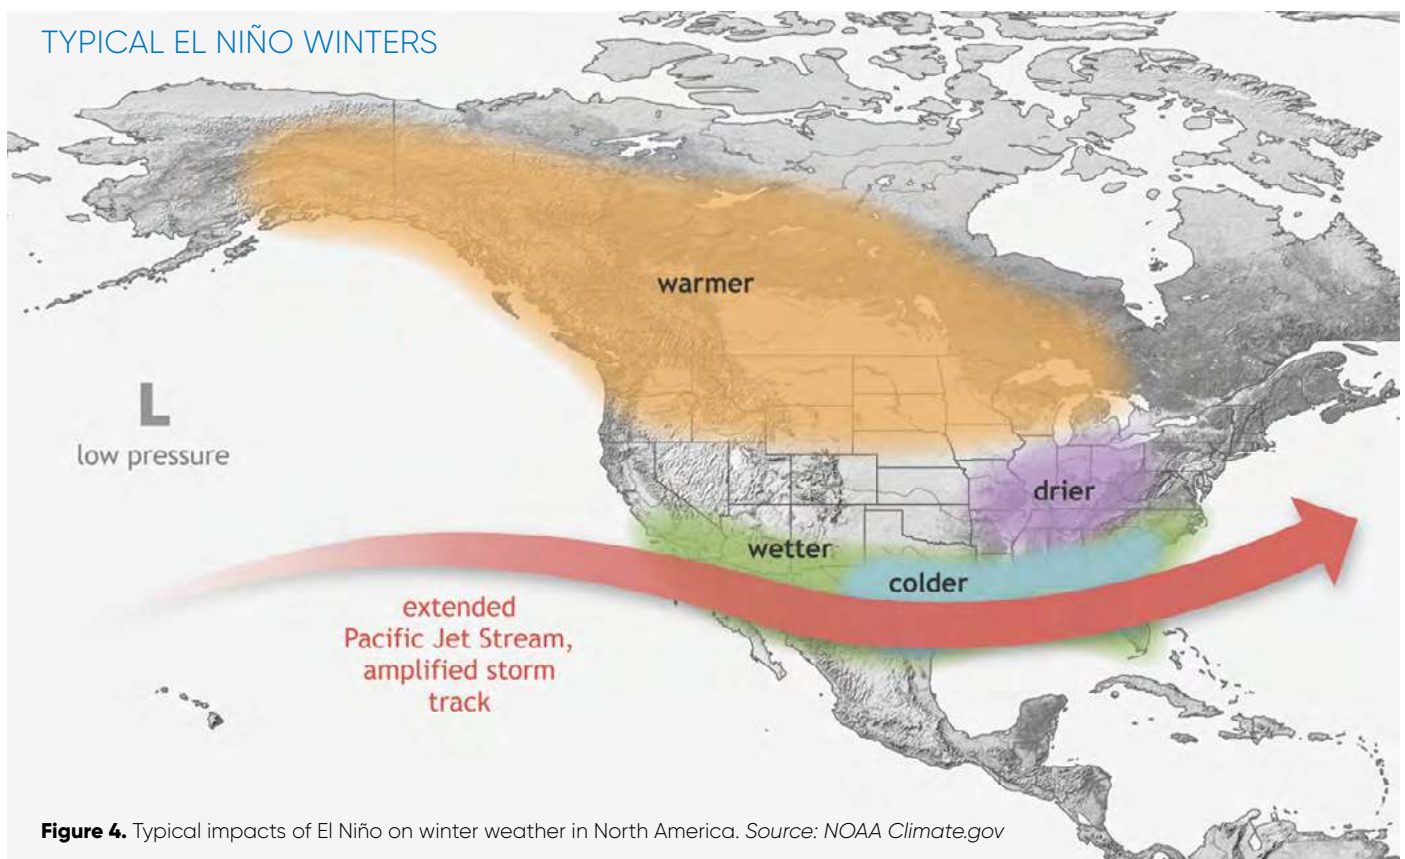 TYPICAL EL NIÑO WINTERS
warmer
L
low pressure
drier
wetter
colder
extended
Pacific Jet Stream,
amplified storm
track
Figure 4. Typical impacts of El Niño on winter weather in North America. Source: NOAA Climate.gov